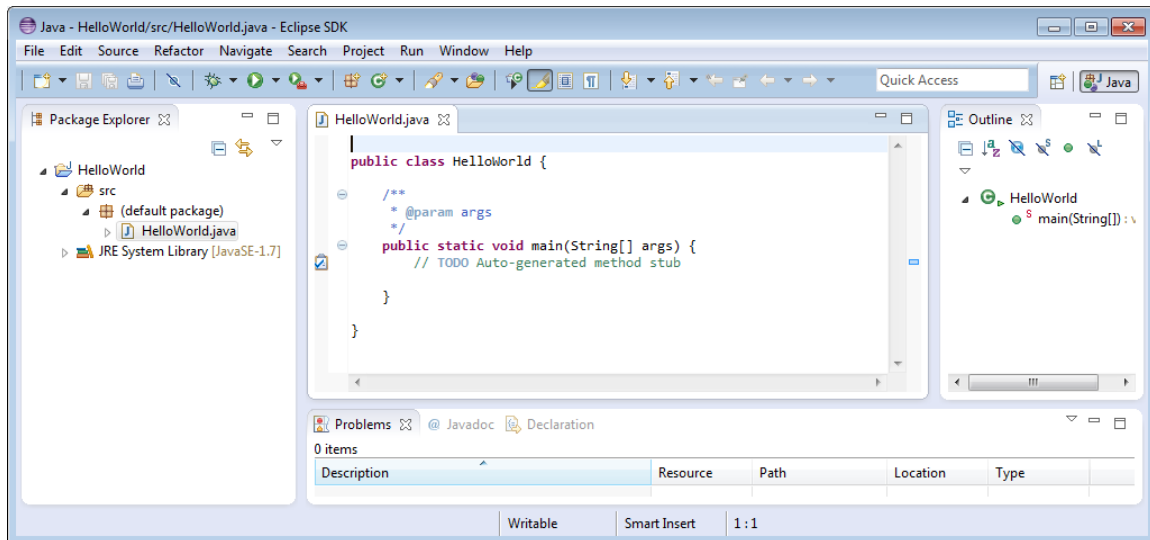 Java - HelloWorld/src/HelloWorld.java - Eclipse SDK
File Edit Source Refactor Navigate Search Project Run Window Help
Quick Access
Java
Package Explorer
HelloWorld
src
(default package)
HelloWorld.java
JRE System Library [JavaSE-1.7]
HelloWorld.java
public class HelloWorld {
/**
* @param args
*/
public static void main(String[] args) {
// TODO Auto-generated method stub
}
}
Outline
HelloWorld
main(String[]) : v
Problems @ Javadoc Declaration
0 items
Description Resource Path Location Type
Writable Smart Insert 1 : 1